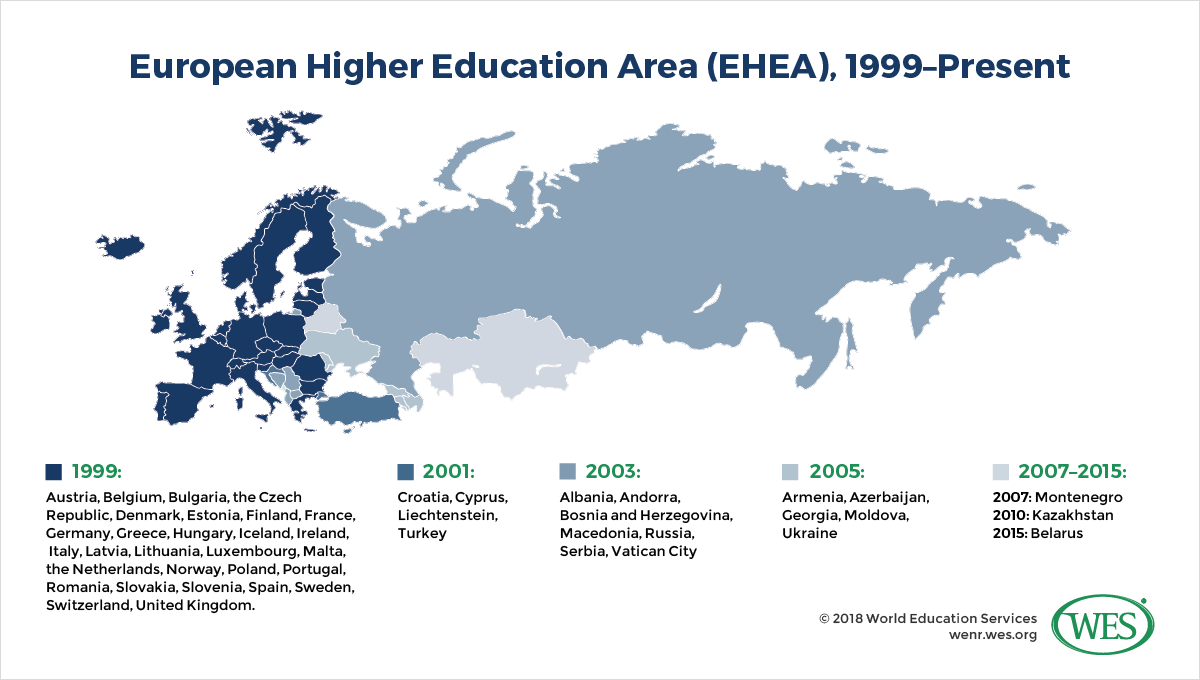 European Higher Education Area (EHEA), 1999–Present
1999:
Austria, Belgium, Bulgaria, the Czech
Republic, Denmark, Estonia, Finland, France,
Germany, Greece, Hungary, Iceland, Ireland,
Italy, Latvia, Lithuania, Luxembourg, Malta,
the Netherlands, Norway, Poland, Portugal,
Romania, Slovakia, Slovenia, Spain, Sweden,
Switzerland, United Kingdom.
2001:
Croatia, Cyprus,
Liechtenstein,
Turkey
2003:
Albania, Andorra,
Bosnia and Herzegovina,
Macedonia, Russia,
Serbia, Vatican City
2005:
Armenia, Azerbaijan,
Georgia, Moldova,
Ukraine
2007–2015:
2007: Montenegro
2010: Kazakhstan
2015: Belarus
© 2018 World Education Services
wenr.wes.org
WES